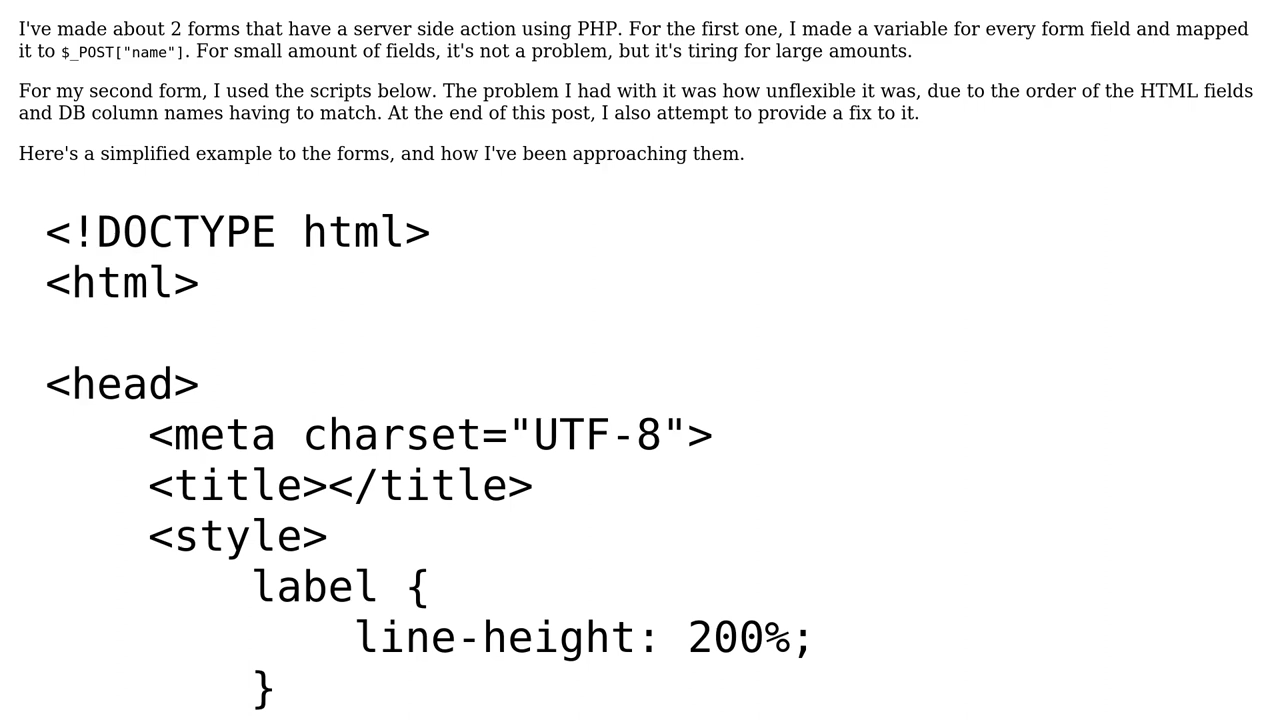 I've made about 2 forms that have a server side action using PHP. For the first one, I made a variable for every form field and mapped
it to $_POST["name"]. For small amount of fields, it's not a problem, but it's tiring for large amounts.
For my second form, I used the scripts below. The problem I had with it was how unflexible it was, due to the order of the HTML fields
and DB column names having to match. At the end of this post, I also attempt to provide a fix to it.
Here's a simplified example to the forms, and how I've been approaching them.
<!DOCTYPE html>
<html>
<head>
    <meta charset="UTF-8">
    <title></title>
    <style>
        label {
            line-height: 200%;
        }